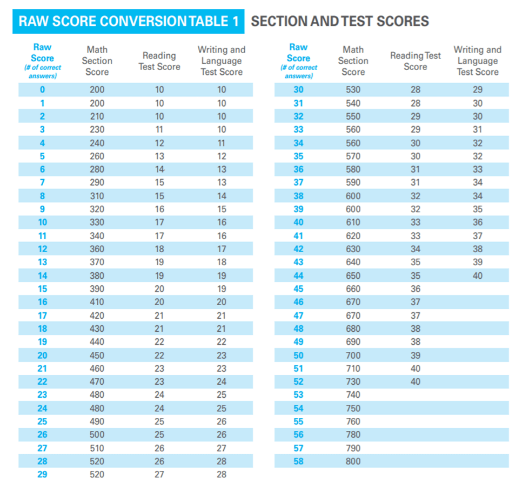 RAW SCORE CONVERSION TABLE 1 SECTION AND TEST SCORES
Raw Score (# of correct answers) Math Section Score Reading Test Score Writing and Language Test Score
0 200 10 10
1 200 10 10
2 210 10 10
3 230 11 10
4 240 12 11
5 260 13 12
6 280 14 13
7 290 15 13
8 310 15 14
9 320 16 15
10 330 17 16
11 340 17 16
12 360 18 17
13 370 19 18
14 380 19 19
15 390 20 19
16 410 20 20
17 420 21 21
18 430 21 21
19 440 22 22
20 450 22 23
21 460 23 23
22 470 23 24
23 480 24 25
24 480 24 25
25 490 25 26
26 500 25 26
27 510 26 27
28 520 26 28
29 520 27 28
Raw Score (# of correct answers) Math Section Score Reading Test Score Writing and Language Test Score
30 530 28 29
31 540 28 30
32 550 29 30
33 560 29 31
34 560 30 32
35 570 30 32
36 580 31 33
37 590 31 34
38 600 32 34
39 600 32 35
40 610 33 36
41 620 33 37
42 630 34 38
43 640 35 39
44 650 35 40
45 660 36
46 670 37
47 670 37
48 680 38
49 690 38
50 700 39
51 710 40
52 730 40
53 740
54 750
55 760
56 780
57 790
58 800